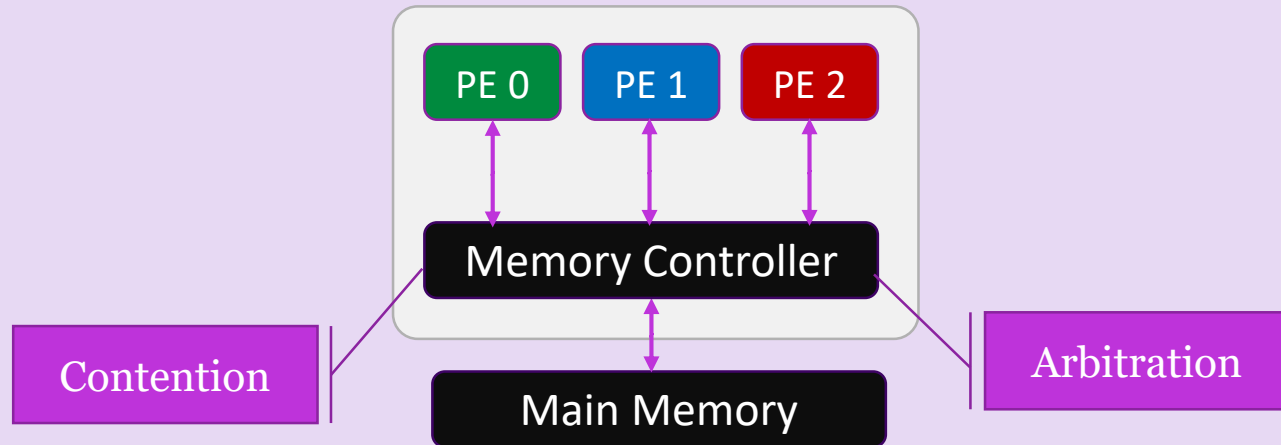 PE 0
PE 1
PE 2
Memory Controller
Contention
Arbitration
Main Memory